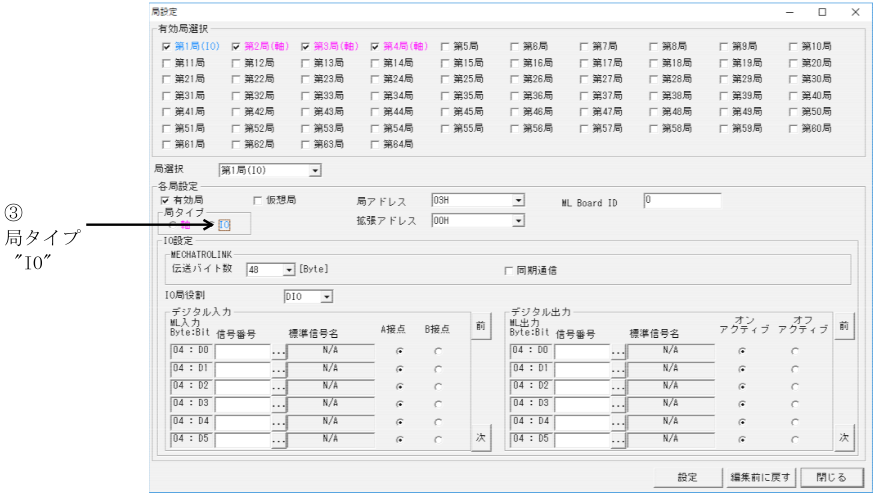 局設定
有効局選択
第1局(IO) 第2局(軸) 第3局(軸) 第4局(軸) 第5局 第6局 第7局 第8局 第9局 第10局
第11局 第12局 第13局 第14局 第15局 第16局 第17局 第18局 第19局 第20局
第21局 第22局 第23局 第24局 第25局 第26局 第27局 第28局 第29局 第30局
第31局 第32局 第33局 第34局 第35局 第36局 第37局 第38局 第39局 第40局
第41局 第42局 第43局 第44局 第45局 第46局 第47局 第48局 第49局 第50局
第51局 第52局 第53局 第54局 第55局 第56局 第57局 第58局 第59局 第60局
第61局 第62局 第63局 第64局
局選択 第1局(IO)
各局設定
有効局 仮想局 局アドレス 03H ML Board ID 0
局タイプ
軸 IO 拡張アドレス 00H
③
局タイプ
"IO"
IO設定
MECHATROLINK
伝送バイト数 48 [Byte] 同期通信
IO局役割 DIO
デジタル入力
ML入力
Byte:Bit 信号番号 標準信号名 A接点 B接点 前
04 : D0 ... N/A
04 : D1 ... N/A
04 : D2 ... N/A
04 : D3 ... N/A
04 : D4 ... N/A
04 : D5 ... N/A 次
デジタル出力
ML出力
Byte:Bit 信号番号 標準信号名 オンアクティブ オフアクティブ 前
04 : D0 ... N/A
04 : D1 ... N/A
04 : D2 ... N/A
04 : D3 ... N/A
04 : D4 ... N/A
04 : D5 ... N/A 次
設定 編集前に戻す 閉じる